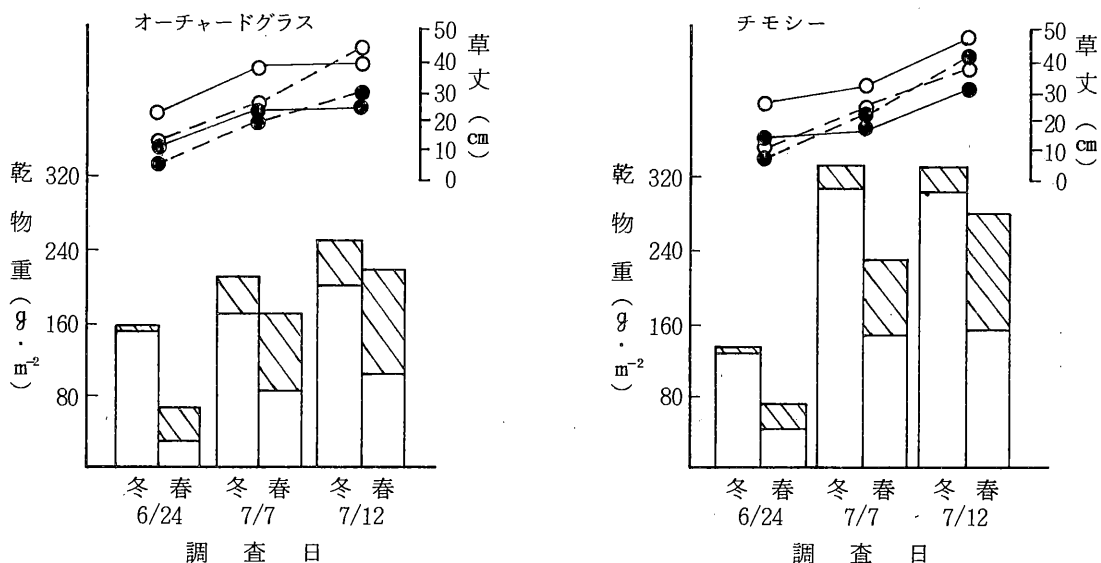 オーチャードグラス
50
40
30
20
10
0
草丈(cm)
乾物重(g・m⁻²)
320
240
160
80
冬 春 冬 春 冬 春
6/24 7/7 7/12
調査日
チモシー
50
40
30
20
10
0
草丈(cm)
乾物重(g・m⁻²)
320
240
160
80
冬 春 冬 春 冬 春
6/24 7/7 7/12
調査日